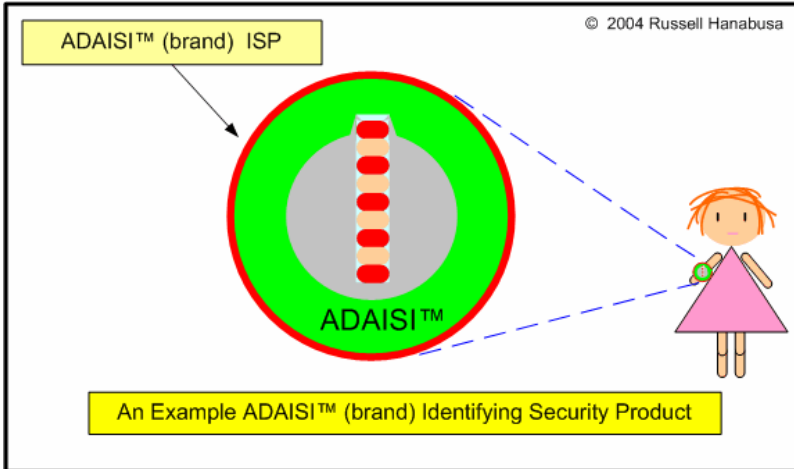 © 2004 Russell Hanabusa
ADAISI™ (brand) ISP
ADAISI™
An Example ADAISI™ (brand) Identifying Security Product